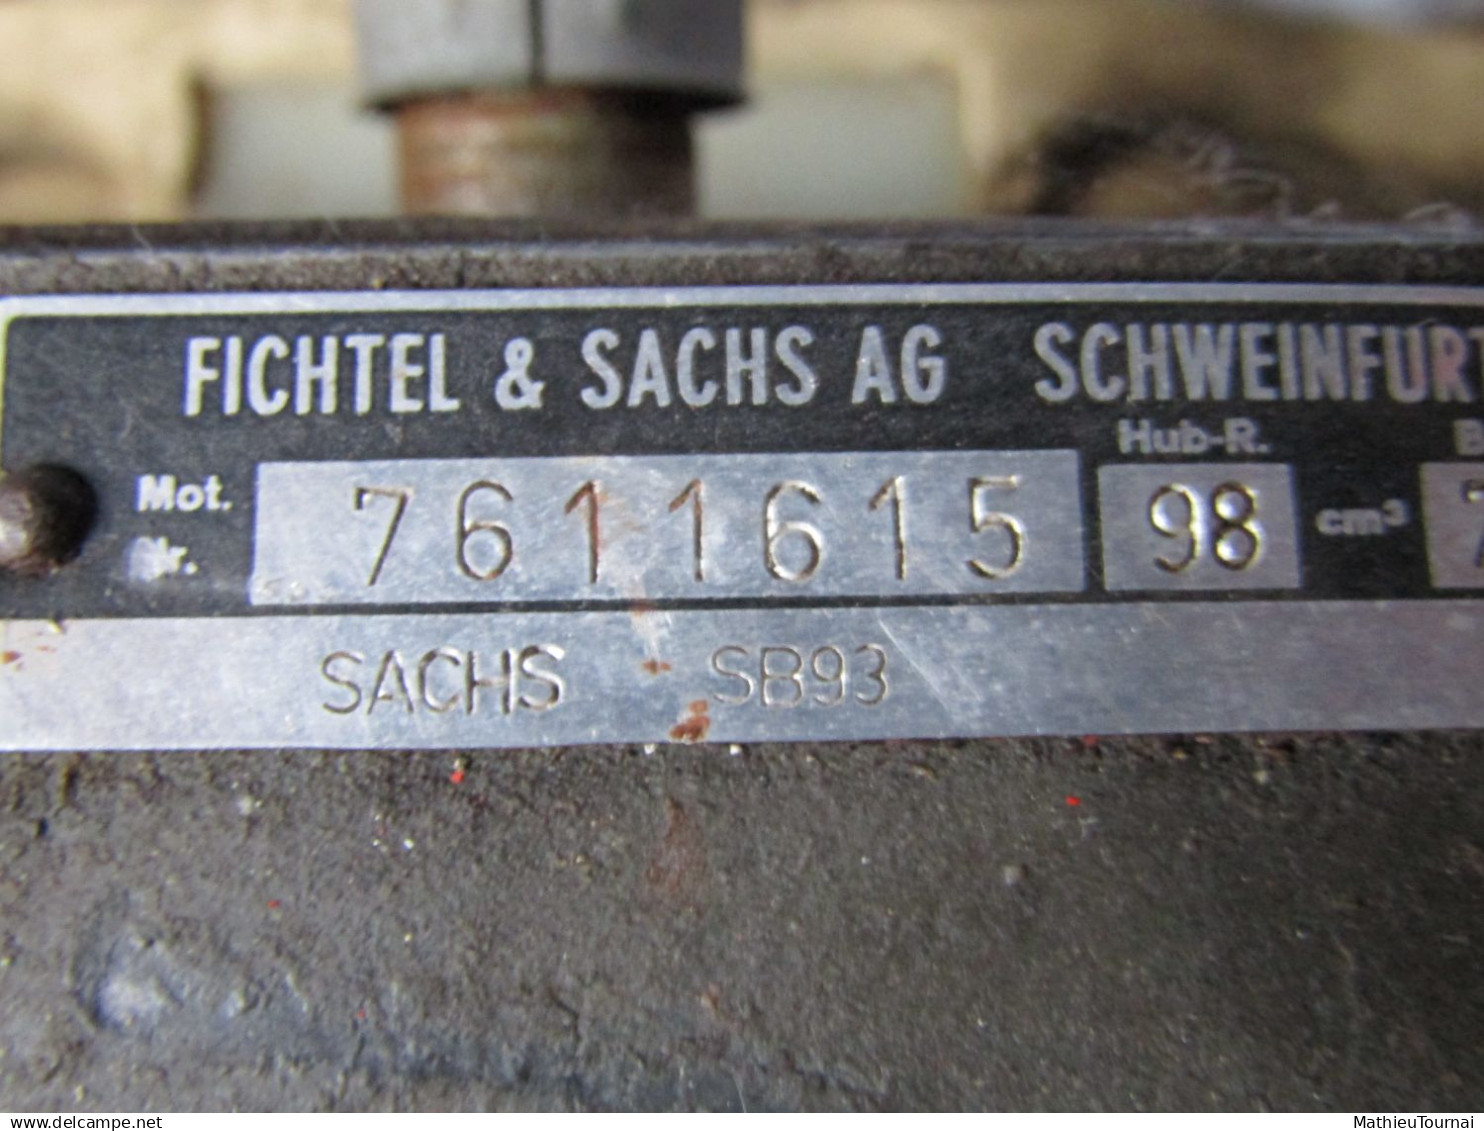 FICHTEL & SACHS AG SCHWEINFURT
Hub-R.
Mot. Nr. 7611615 98 cm³
SACHS SB93
www.delcampe.net
MathieuTournai